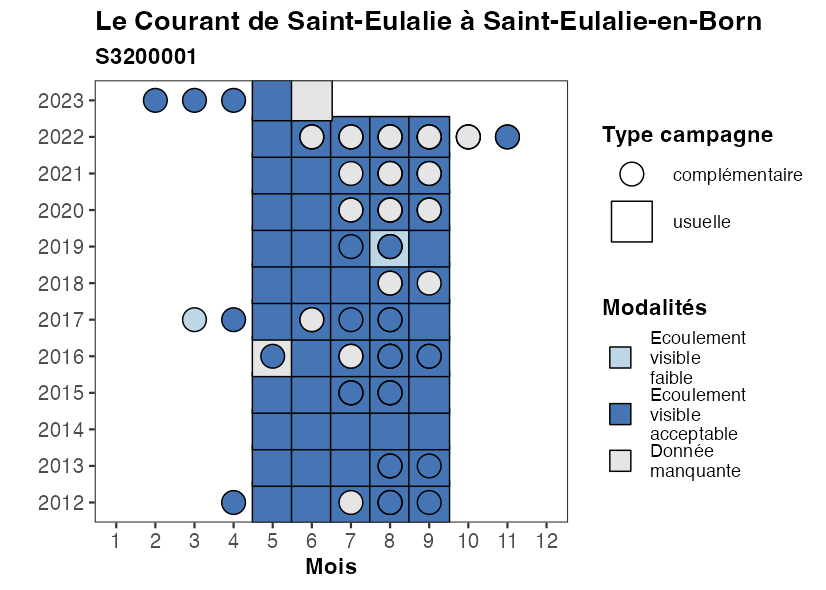 Le Courant de Saint-Eulalie à Saint-Eulalie-en-Born
S3200001
2023
2022
2021
2020
2019
2018
2017
2016
2015
2014
2013
2012
1 2 3 4 5 6 7 8 9 10 11 12
Mois
Type campagne
complémentaire
usuelle
Modalités
Ecoulement
visible
faible
Ecoulement
visible
acceptable
Donnée
manquante